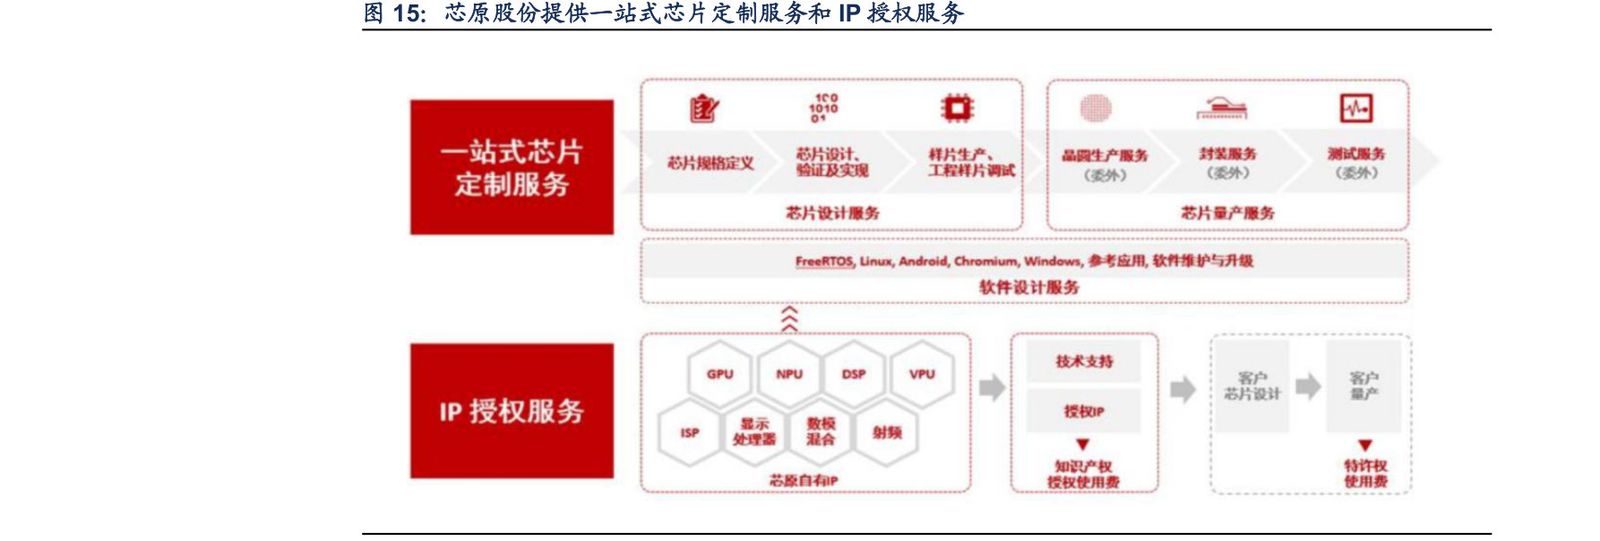 图 15： 芯原股份提供一站式芯片定制服务和 IP 授权服务
一站式芯片
定制服务
芯片规格定义
芯片设计、
验证及实现
样片生产、
工程样片调试
芯片设计服务
晶圆生产服务
（委外）
封装服务
（委外）
测试服务
（委外）
芯片量产服务
FreeRTOS, Linux, Android, Chromium, Windows, 参考应用, 软件维护与升级
软件设计服务
IP 授权服务
GPU
NPU
DSP
VPU
ISP
显示
处理器
数模
混合
射频
芯原自有IP
技术支持
授权IP
知识产权
授权使用费
客户
芯片设计
客户
量产
特许权
使用费